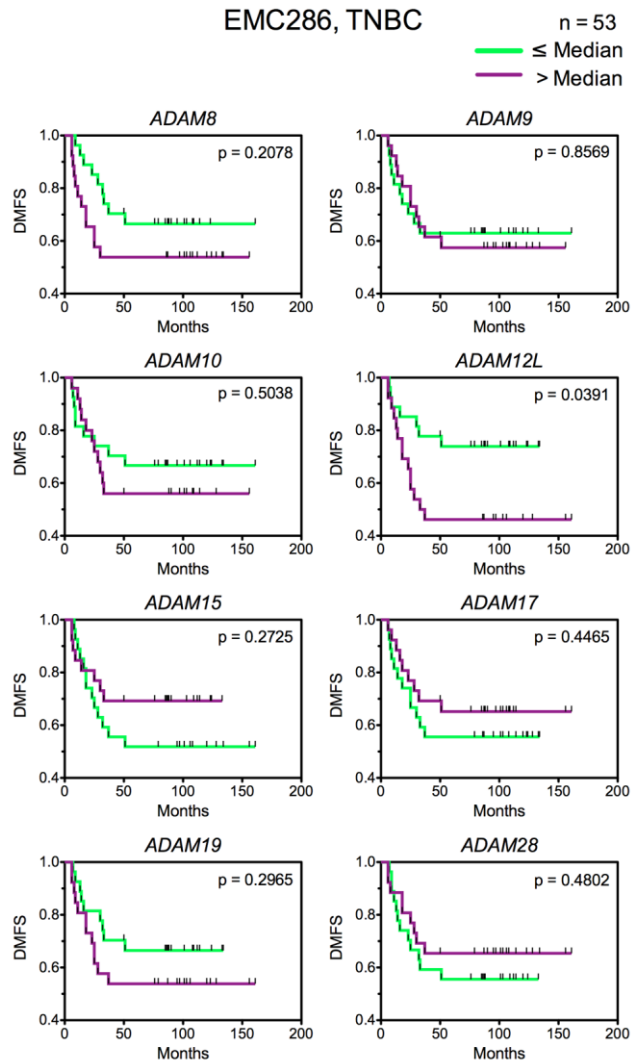 EMC286, TNBC
n = 53
≤ Median
> Median
ADAM8
p = 0.2078
1.0
0.8
0.6
0.4
DMFS
0 50 100 150 200
Months
ADAM9
p = 0.8569
1.0
0.8
0.6
0.4
DMFS
0 50 100 150 200
Months
ADAM10
p = 0.5038
1.0
0.8
0.6
0.4
DMFS
0 50 100 150 200
Months
ADAM12L
p = 0.0391
1.0
0.8
0.6
0.4
DMFS
0 50 100 150 200
Months
ADAM15
p = 0.2725
1.0
0.8
0.6
0.4
DMFS
0 50 100 150 200
Months
ADAM17
p = 0.4465
1.0
0.8
0.6
0.4
DMFS
0 50 100 150 200
Months
ADAM19
p = 0.2965
1.0
0.8
0.6
0.4
DMFS
0 50 100 150 200
Months
ADAM28
p = 0.4802
1.0
0.8
0.6
0.4
DMFS
0 50 100 150 200
Months